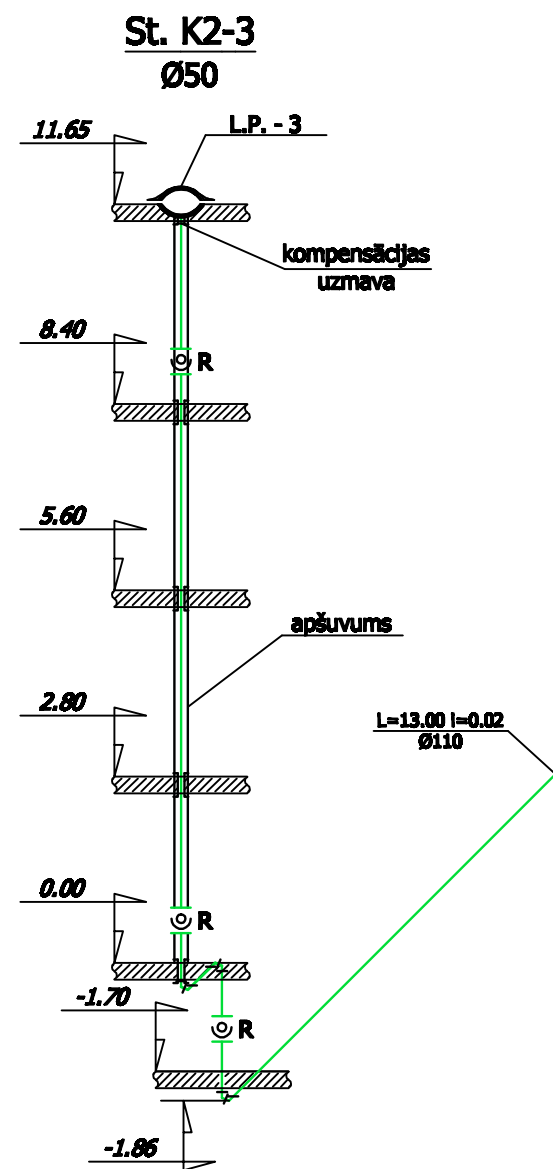 St. K2-3
Ø50
11.65
L.P. - 3
kompensācijas
uzmava
8.40
R
5.60
apšuvums
2.80
L=13.00 i=0.02
Ø110
0.00
R
-1.70
R
-1.86